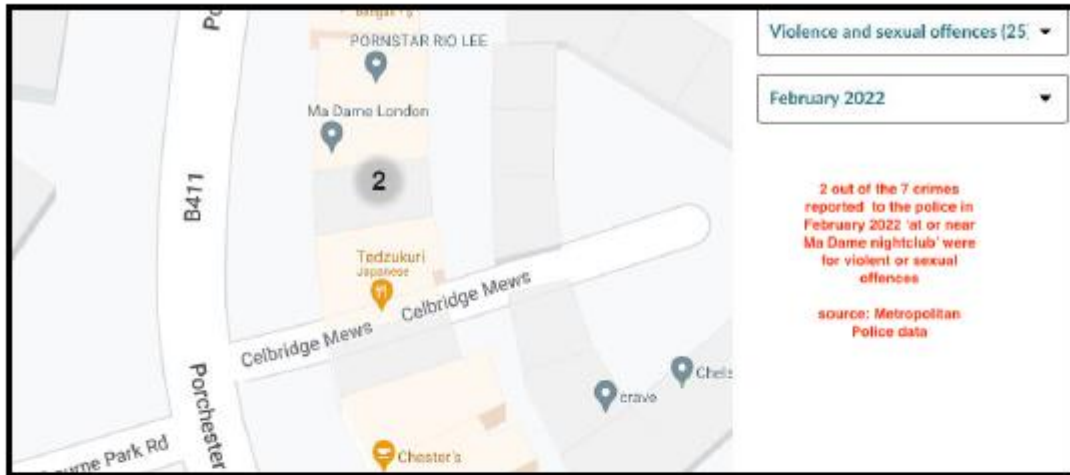 PORNSTAR RIO LEE
Ma Dame London
2
B411
Tedzukuri
Japanese
Celbridge Mews
Celbridge Mews
Porchester
Park Rd
crave
Chester's
Violence and sexual offences (25)
February 2022
2 out of the 7 crimes
reported to the police in
February 2022 'at or near
Ma Dame nightclub' were
for violent or sexual
offences
source: Metropolitan
Police data